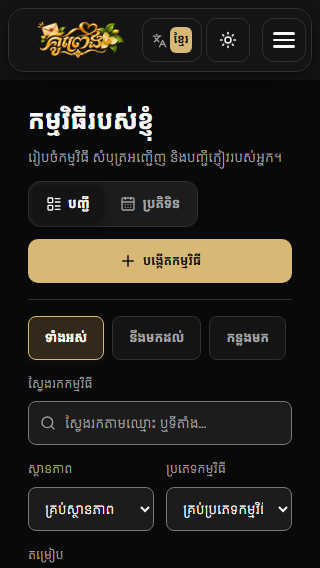 គូព្រេង
ខ្មែរ
កម្មវិធីរបស់ខ្ញុំ
រៀបចំកម្មវិធី សំបុត្រអញ្ជើញ និងបញ្ជីភ្ញៀវរបស់អ្នក។
បញ្ជី
ប្រតិទិន
បង្កើតកម្មវិធី
ទាំងអស់
នឹងមកដល់
កន្លងមក
ស្វែងរកកម្មវិធី
ស្វែងរកតាមឈ្មោះ ឬទីតាំង...
ស្ថានភាព
ប្រភេទកម្មវិធី
គ្រប់ស្ថានភាព
គ្រប់ប្រភេទកម្មវិធី
តម្រៀប